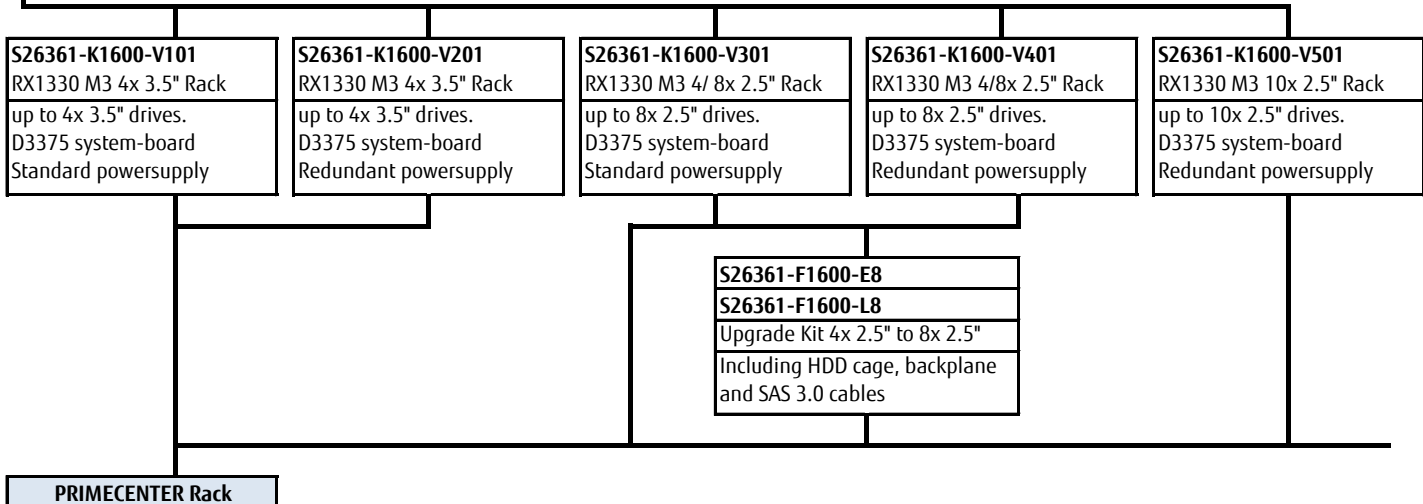 S26361-K1600-V101
RX1330 M3 4x 3.5" Rack
up to 4x 3.5" drives.
D3375 system-board
Standard powersupply
S26361-K1600-V201
RX1330 M3 4x 3.5" Rack
up to 4x 3.5" drives.
D3375 system-board
Redundant powersupply
S26361-K1600-V301
RX1330 M3 4/ 8x 2.5" Rack
up to 8x 2.5" drives.
D3375 system-board
Standard powersupply
S26361-K1600-V401
RX1330 M3 4/8x 2.5" Rack
up to 8x 2.5" drives.
D3375 system-board
Redundant powersupply
S26361-K1600-V501
RX1330 M3 10x 2.5" Rack
up to 10x 2.5" drives.
D3375 system-board
Redundant powersupply
S26361-F1600-E8
S26361-F1600-L8
Upgrade Kit 4x 2.5" to 8x 2.5"
Including HDD cage, backplane
and SAS 3.0 cables
PRIMECENTER Rack